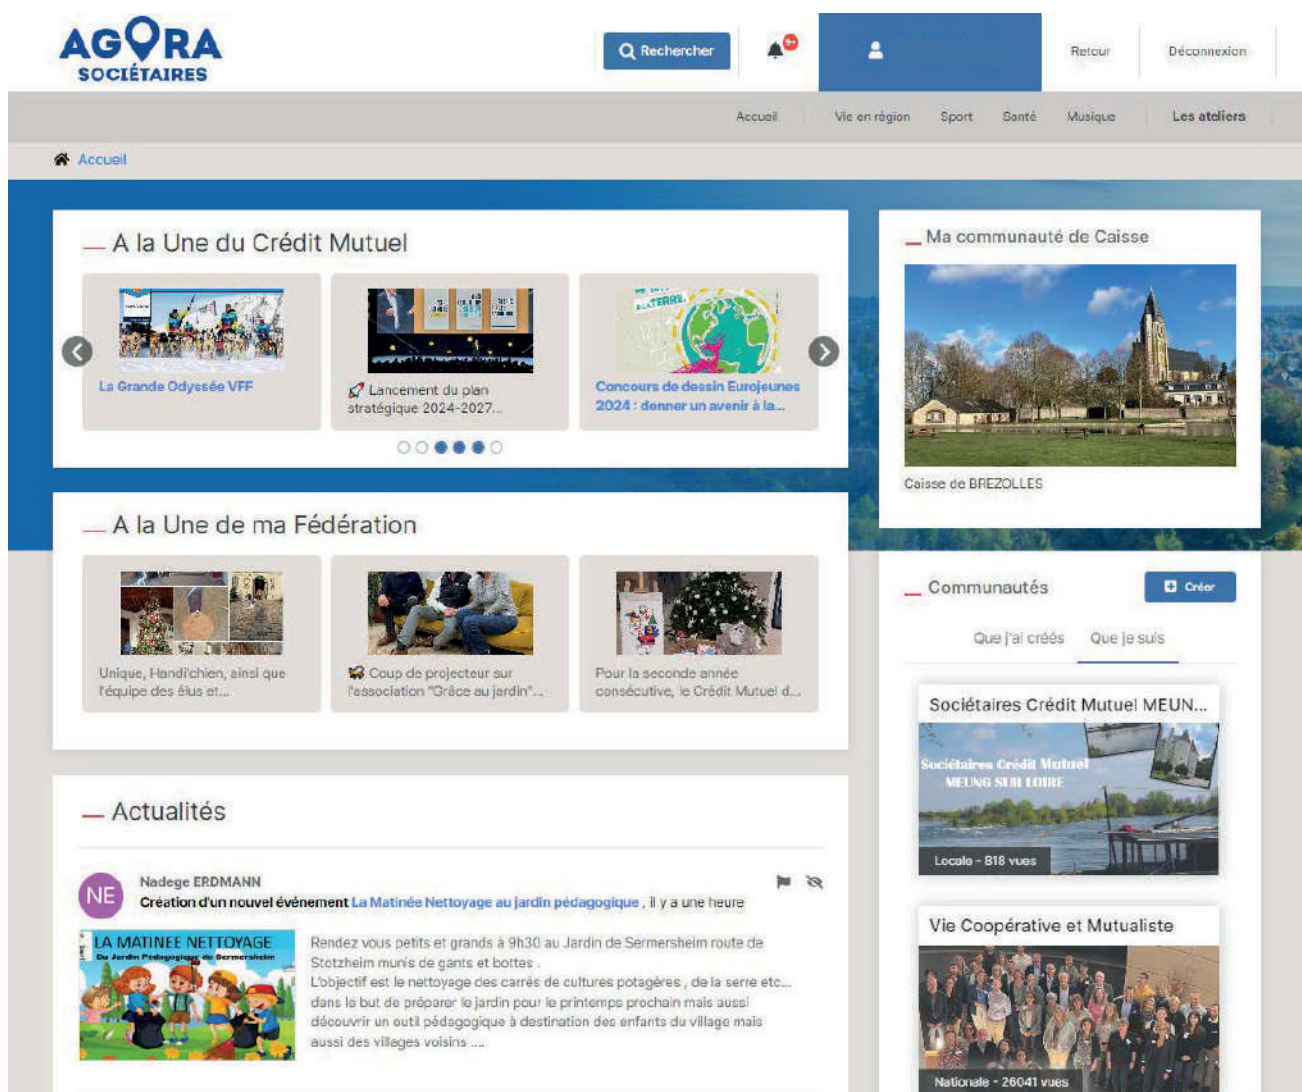 AGORA
SOCIÉTAIRES
Rechercher
9+
Retour
Déconnexion
Accueil
Vie en région
Sport
Santé
Musique
Les ateliers
Accueil
A la Une du Crédit Mutuel
La Grande Odyssée VFF
Lancement du plan
stratégique 2024-2027...
A LA TERRE.
Concours de dessin Eurojeunes
2024 : donner un avenir à la...
Ma communauté de Caisse
Caisse de BREZOLLES
A la Une de ma Fédération
Unique, Handi'chien, ainsi que
l'équipe des élus et...
Coup de projecteur sur
l'association "Grâce au jardin"...
Pour la seconde année
consécutive, le Crédit Mutuel d...
Communautés
Créer
Que j'ai créés
Que je suis
Sociétaires Crédit Mutuel MEUN...
Sociétaires Crédit Mutuel
MEUNG SUR LOIRE
Locale - 818 vues
Vie Coopérative et Mutualiste
Nationale - 26041 vues
Actualités
NE
Nadege ERDMANN
Création d'un nouvel événement La Matinée Nettoyage au jardin pédagogique , il y a une heure
LA MATINEE NETTOYAGE
Du Jardin Pédagogique de Sermersheim
Rendez vous petits et grands à 9h30 au Jardin de Sermersheim route de
Stotzheim munis de gants et bottes .
L'objectif est le nettoyage des carrés de cultures potagères , de la serre etc...
dans le but de préparer le jardin pour le printemps prochain mais aussi
découvrir un outil pédagogique à destination des enfants du village mais
aussi des villages voisins ....